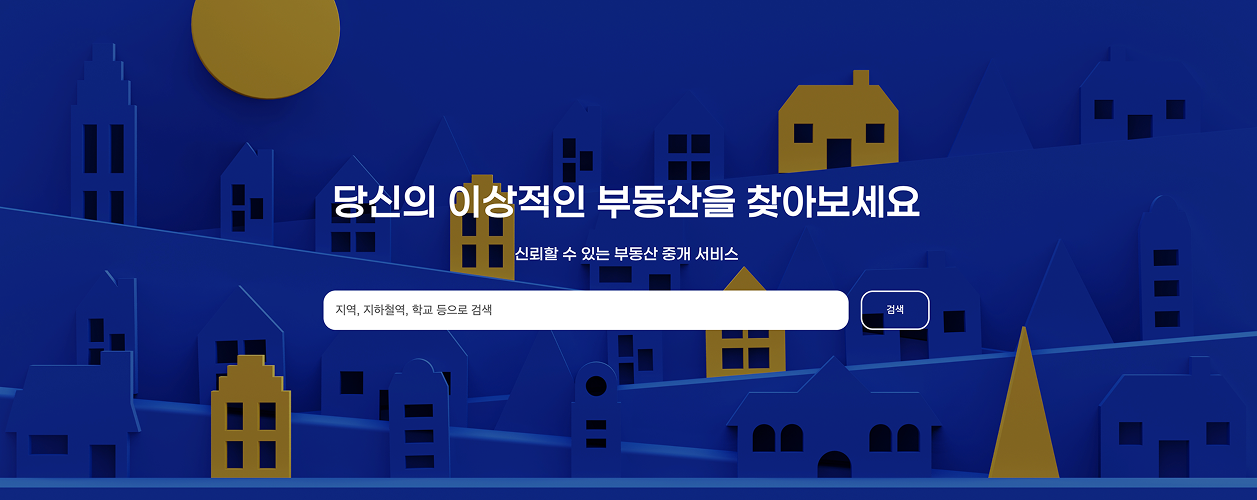 당신의 이상적인 부동산을 찾아보세요
신뢰할 수 있는 부동산 중개 서비스
지역, 지하철역, 학교 등으로 검색
검색